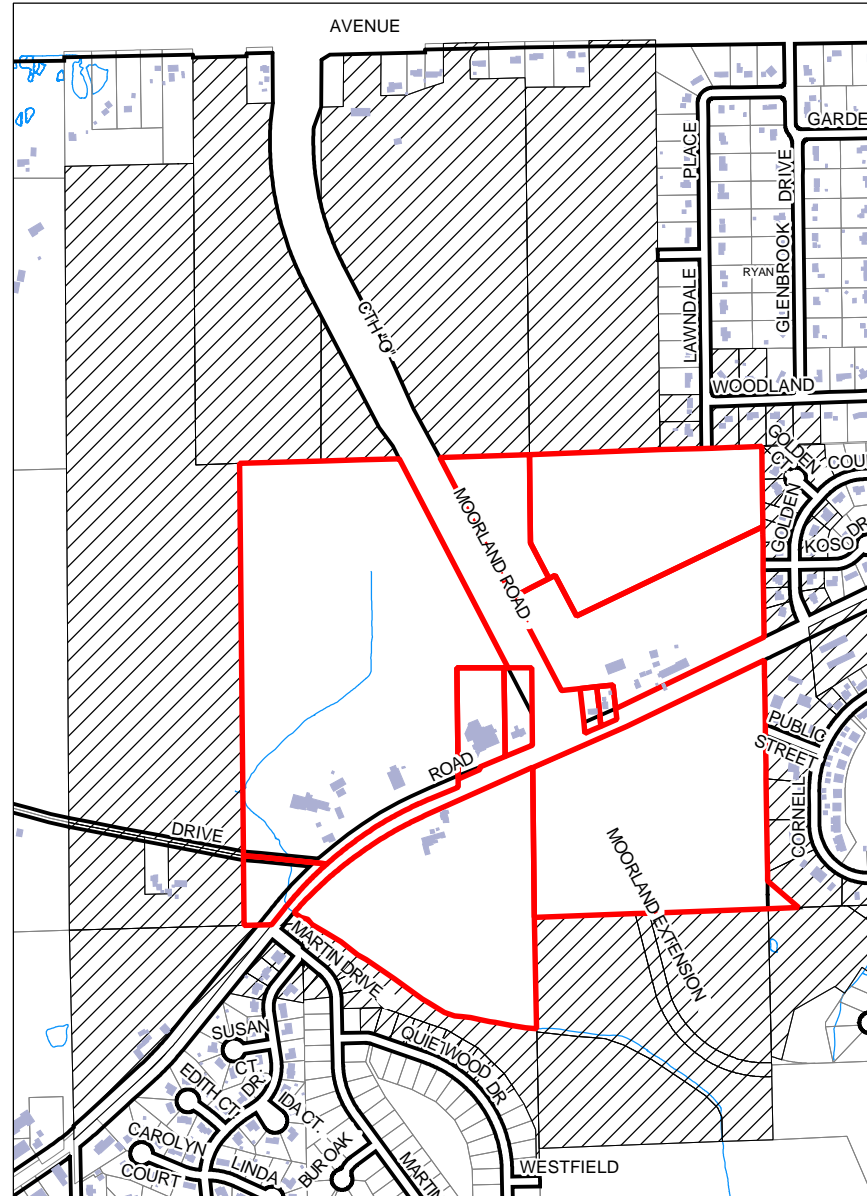 AVENUE
GARDE
PLACE
DRIVE
GLENBROOK
RYAN
LAWNDALE
CTH "O"
WOODLAND
GOLDEN
CT.
COU
MOORLAND ROAD
GOLDEN
KOSO
DR
PUBLIC
STREET
ROAD
CORNELL
DRIVE
MOORLAND EXTENSION
MARTIN DRIVE
SUSAN
CT.
QUIETWOOD DR
DR.
EDITH CT.
IDA CT.
CAROLYN
COURT
LINDA
BUR OAK
MARTIN
WESTFIELD